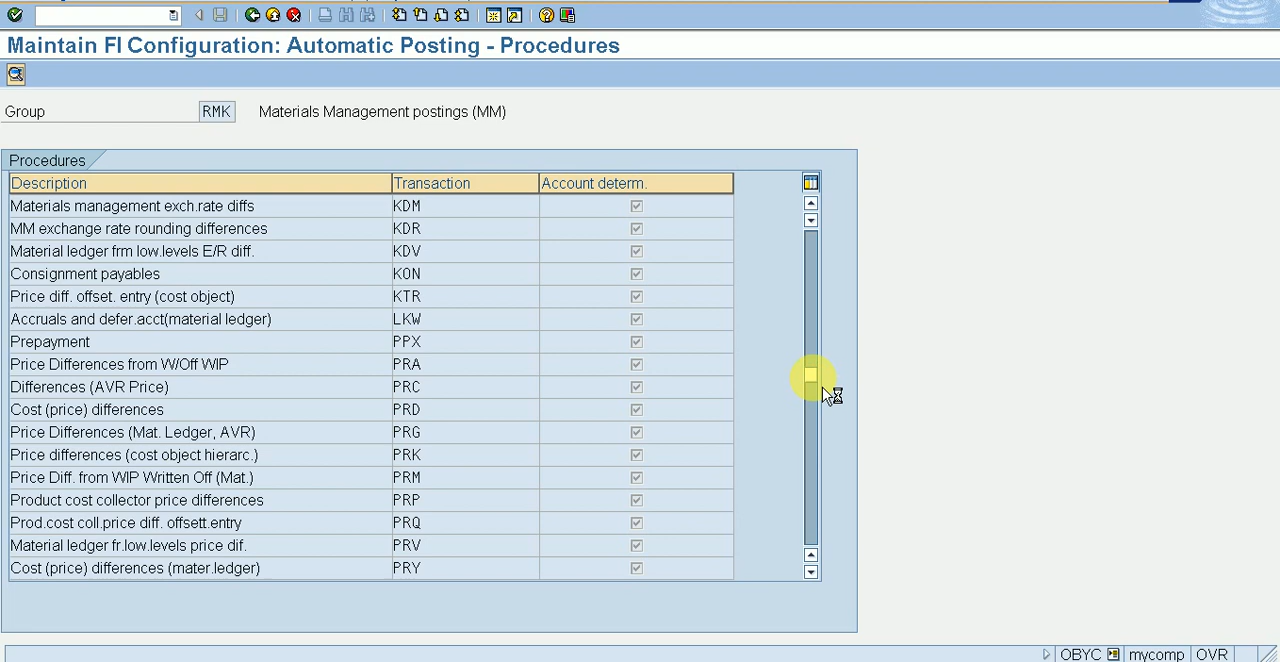 Maintain FI Configuration: Automatic Posting - Procedures
Group RMK Materials Management postings (MM)
Procedures
Description Transaction Account determ.
Materials management exch.rate diffs KDM
MM exchange rate rounding differences KDR
Material ledger frm low.levels E/R diff. KDV
Consignment payables KON
Price diff. offset. entry (cost object) KTR
Accruals and defer.acct(material ledger) LKW
Prepayment PPX
Price Differences from W/Off WIP PRA
Differences (AVR Price) PRC
Cost (price) differences PRD
Price Differences (Mat. Ledger, AVR) PRG
Price differences (cost object hierarc.) PRK
Price Diff. from WIP Written Off (Mat.) PRM
Product cost collector price differences PRP
Prod.cost coll.price diff. offsett.entry PRQ
Material ledger fr.low.levels price dif. PRV
Cost (price) differences (mater.ledger) PRY
OBYC mycomp OVR